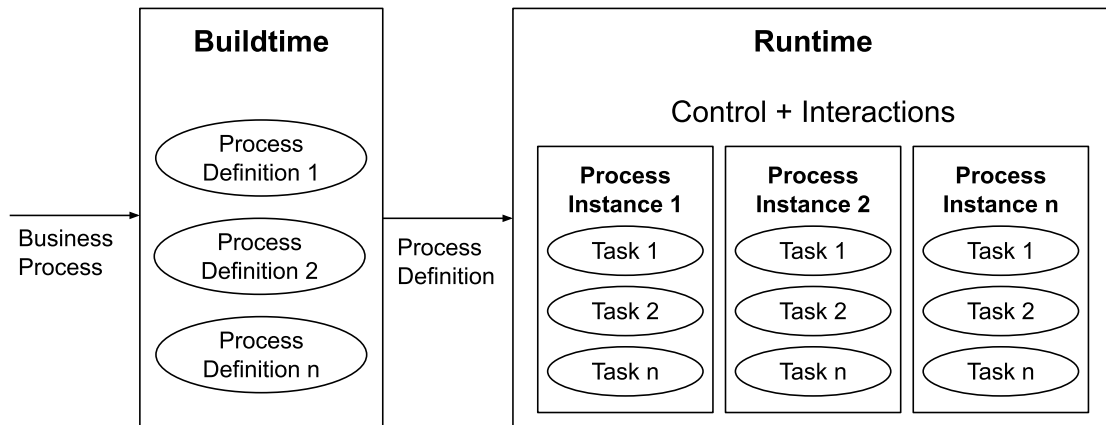 Buildtime
Process
Definition 1
Process
Definition 2
Process
Definition n
Business
Process
Process
Definition
Runtime
Control + Interactions
Process
Instance 1
Task 1
Task 2
Task n
Process
Instance 2
Task 1
Task 2
Task n
Process
Instance n
Task 1
Task 2
Task n